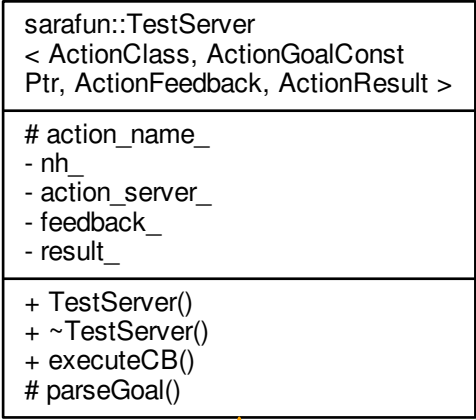 sarafun::TestServer
< ActionClass, ActionGoalConst
Ptr, ActionFeedback, ActionResult >
# action_name_
- nh_
- action_server_
- feedback_
- result_
+ TestServer()
+ ~TestServer()
+ executeCB()
# parseGoal()